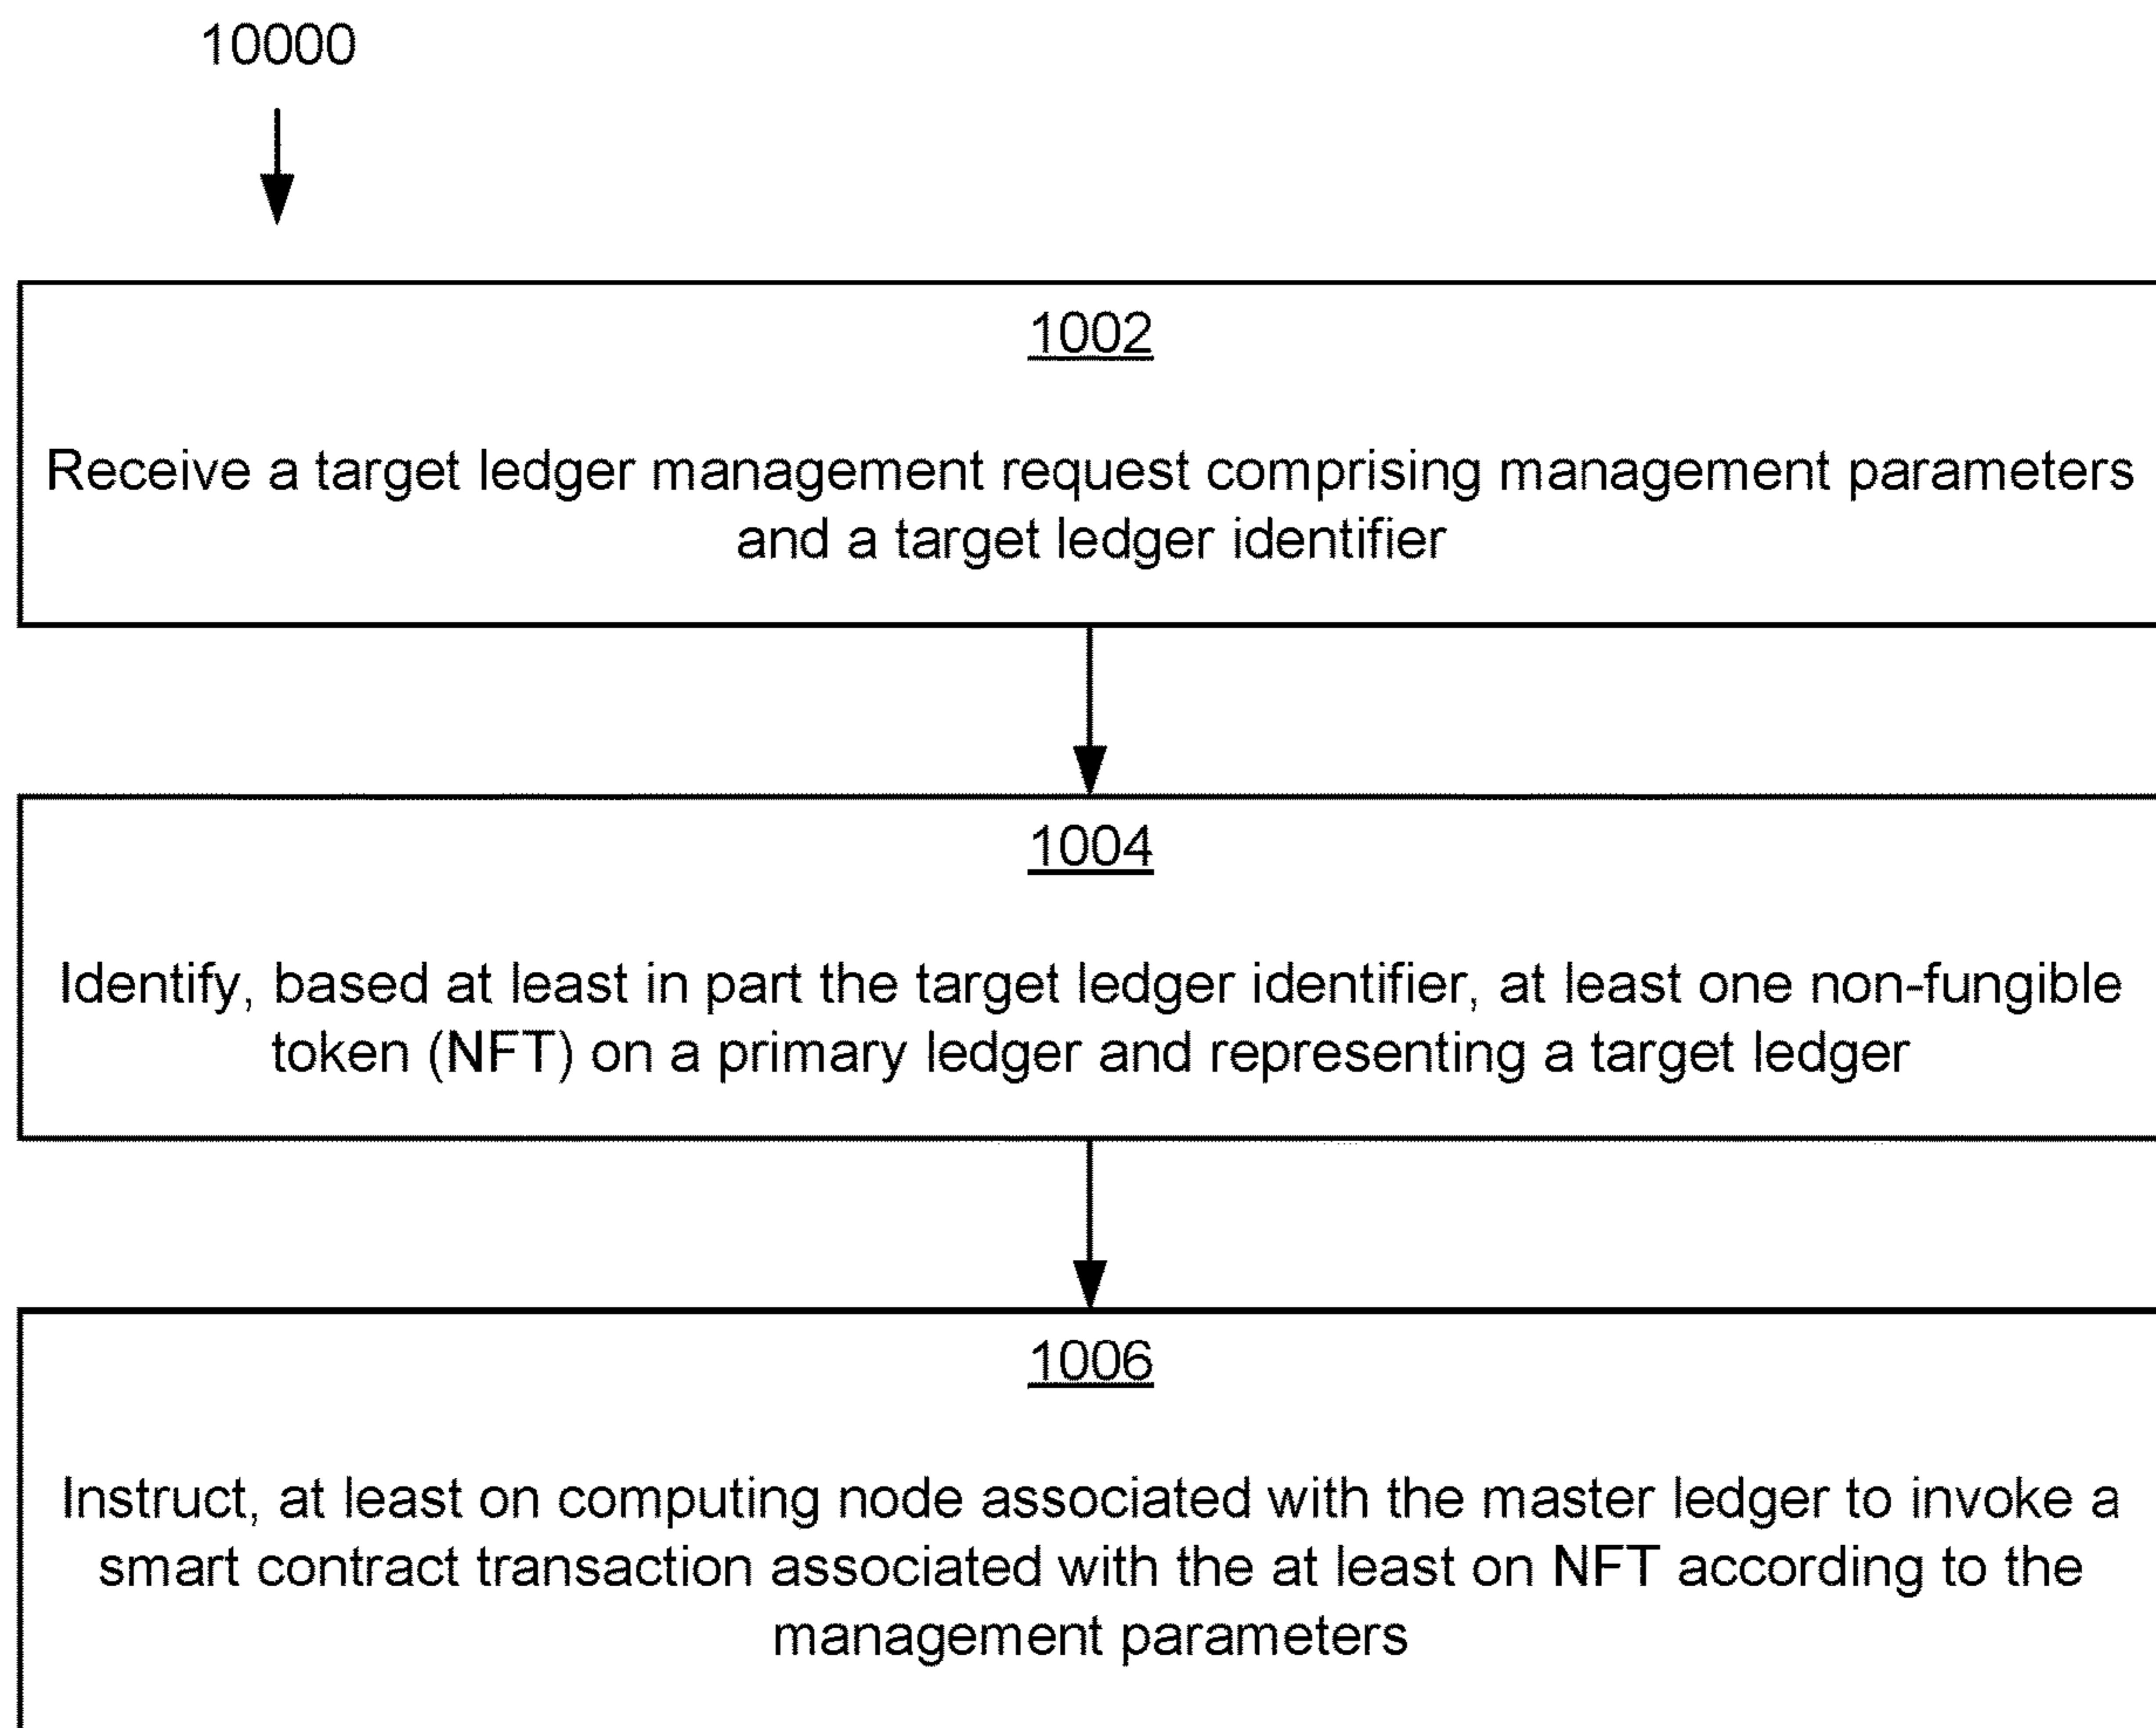 10000
1002
Receive a target ledger management request comprising management parameters
and a target ledger identifier
1004
Identify, based at least in part the target ledger identifier, at least one non-fungible
token (NFT) on a primary ledger and representing a target ledger
1006
Instruct, at least on computing node associated with the master ledger to invoke a
smart contract transaction associated with the at least on NFT according to the
management parameters